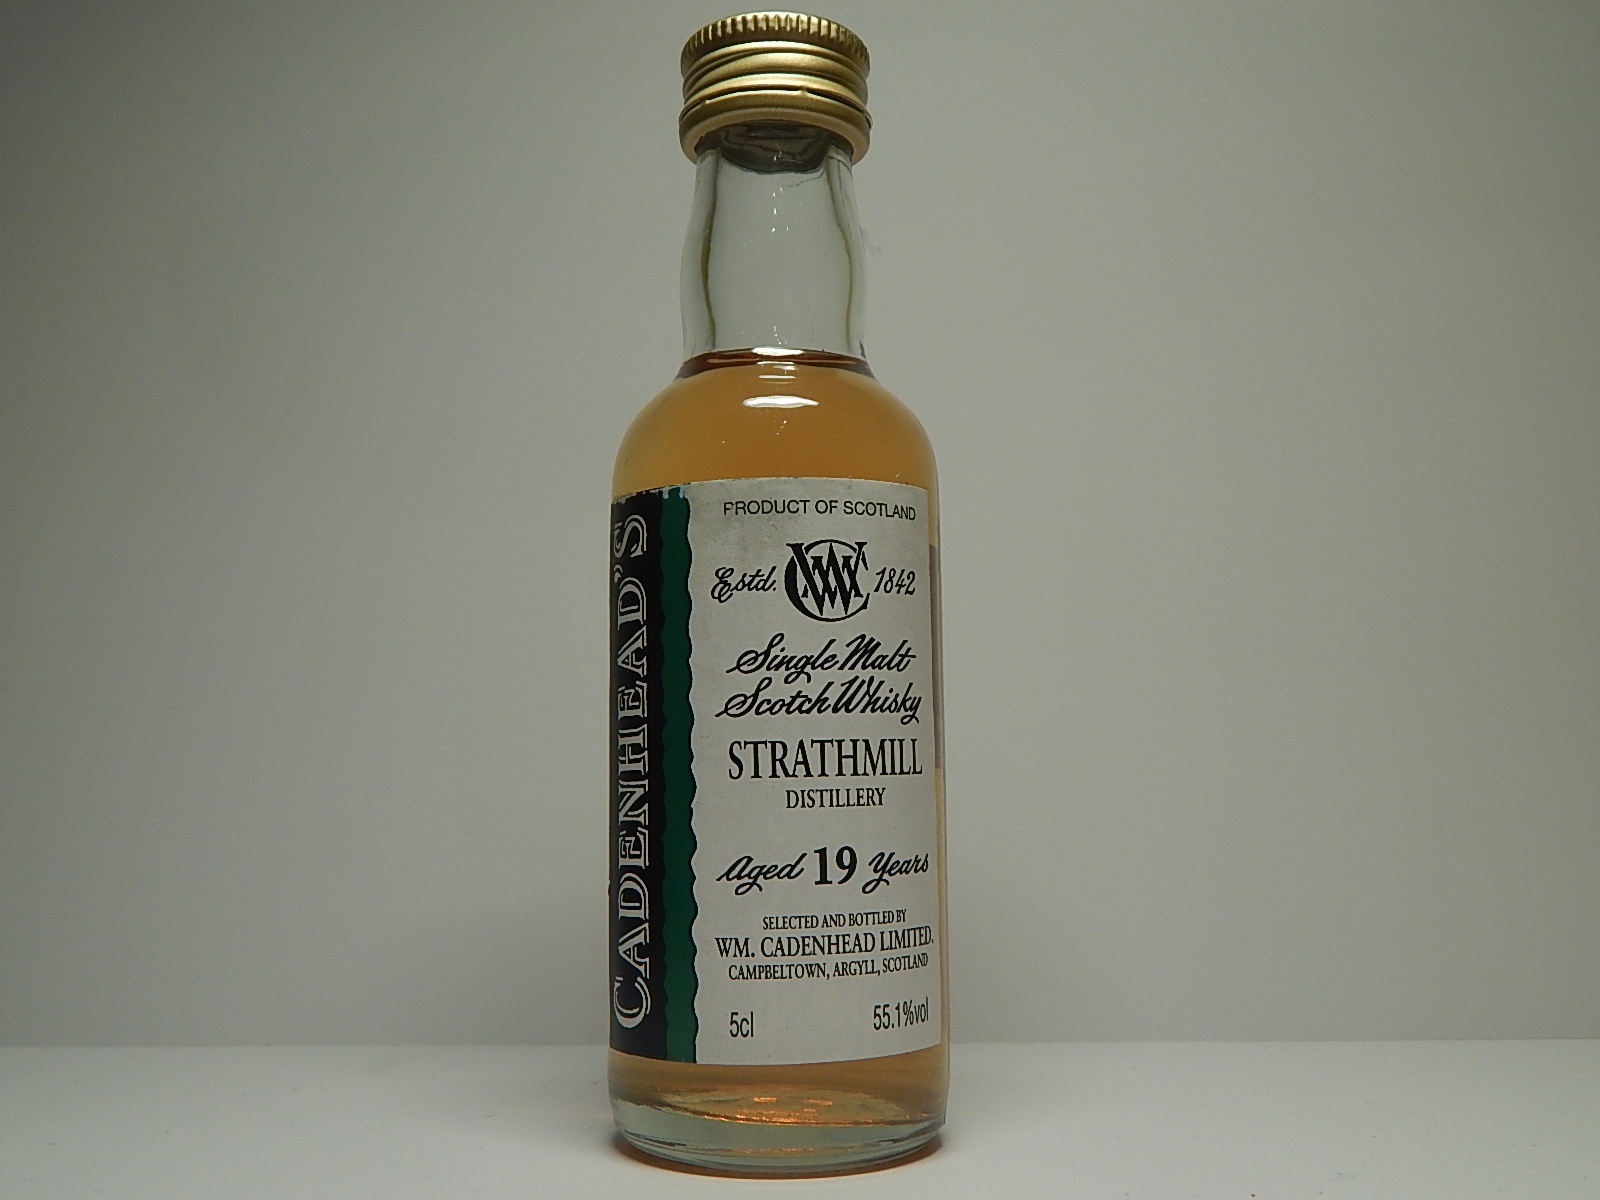 CADENHEAD'S
PRODUCT OF SCOTLAND
Estd. WC 1842
Single Malt
Scotch Whisky
STRATHMILL
DISTILLERY
Aged 19 Years
SELECTED AND BOTTLED BY
WM. CADENHEAD LIMITED.
CAMPBELTOWN, ARGYLL, SCOTLAND
5cl 55.1%vol